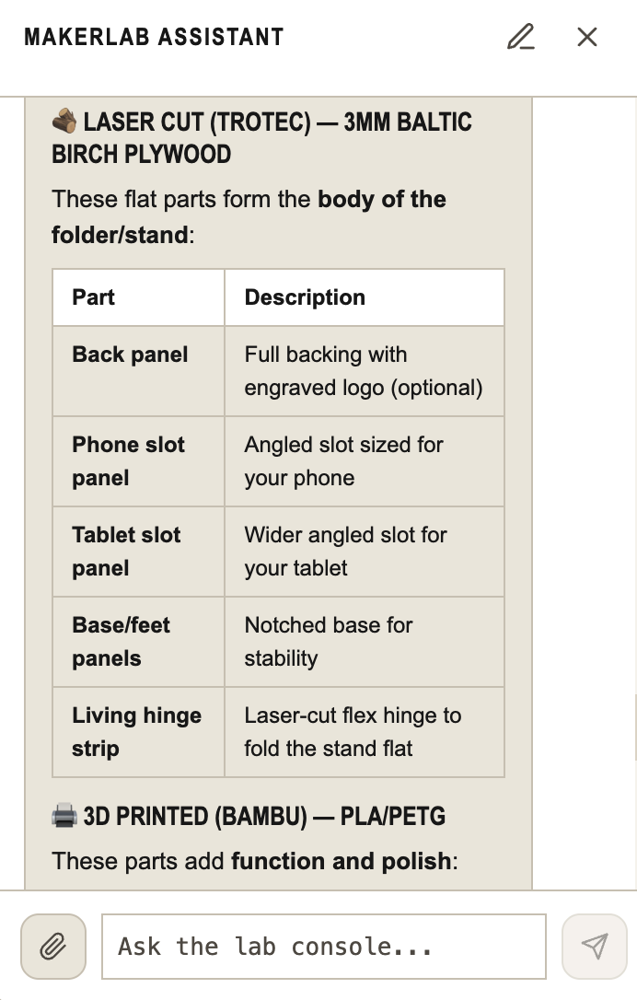 MAKERLAB ASSISTANT
LASER CUT (TROTEC) — 3MM BALTIC
BIRCH PLYWOOD
These flat parts form the body of the
folder/stand:
Part
Description
Back panel
Full backing with
engraved logo (optional)
Phone slot
panel
Angled slot sized for
your phone
Tablet slot
panel
Wider angled slot for
your tablet
Base/feet
panels
Notched base for
stability
Living hinge
strip
Laser-cut flex hinge to
fold the stand flat
3D PRINTED (BAMBU) — PLA/PETG
These parts add function and polish:
Ask the lab console...